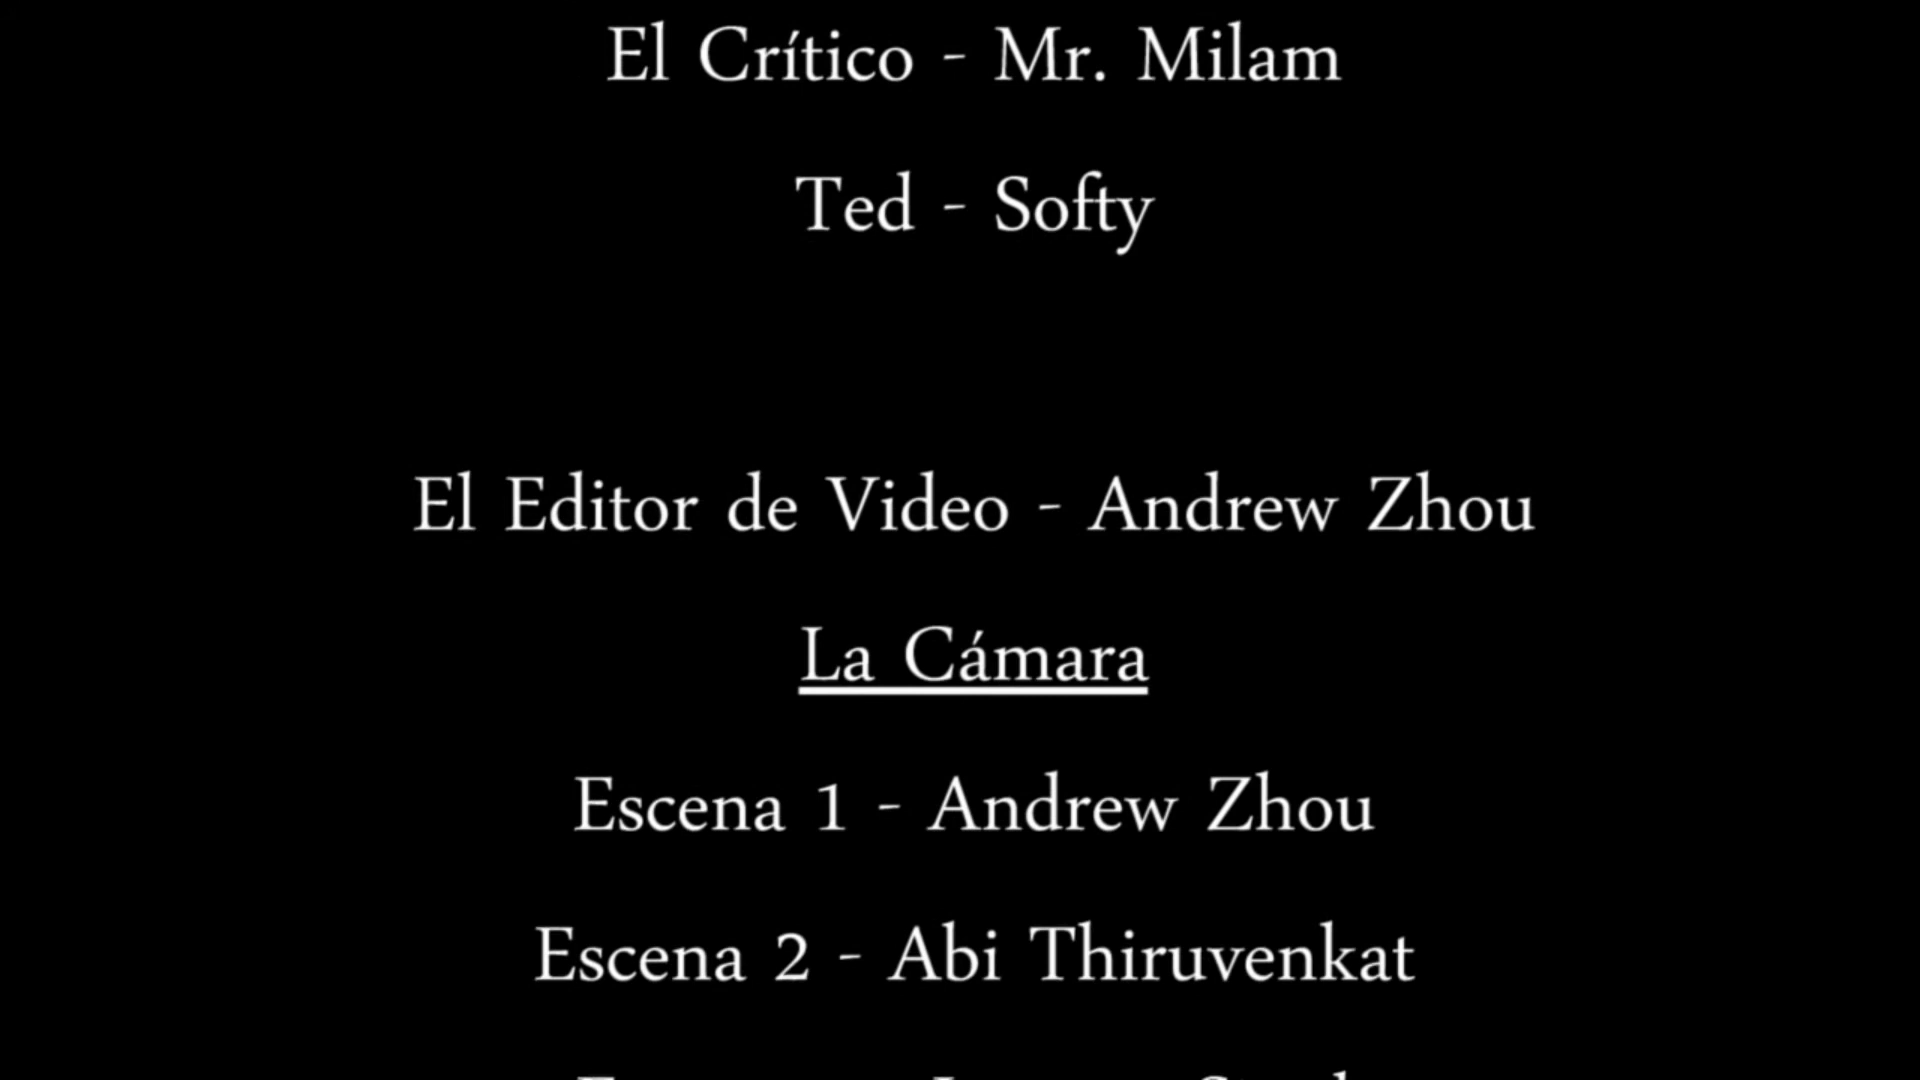 El Crítico - Mr. Milam
Ted - Softy
El Editor de Video - Andrew Zhou
La Cámara
Escena 1 - Andrew Zhou
Escena 2 - Abi Thiruvenkat